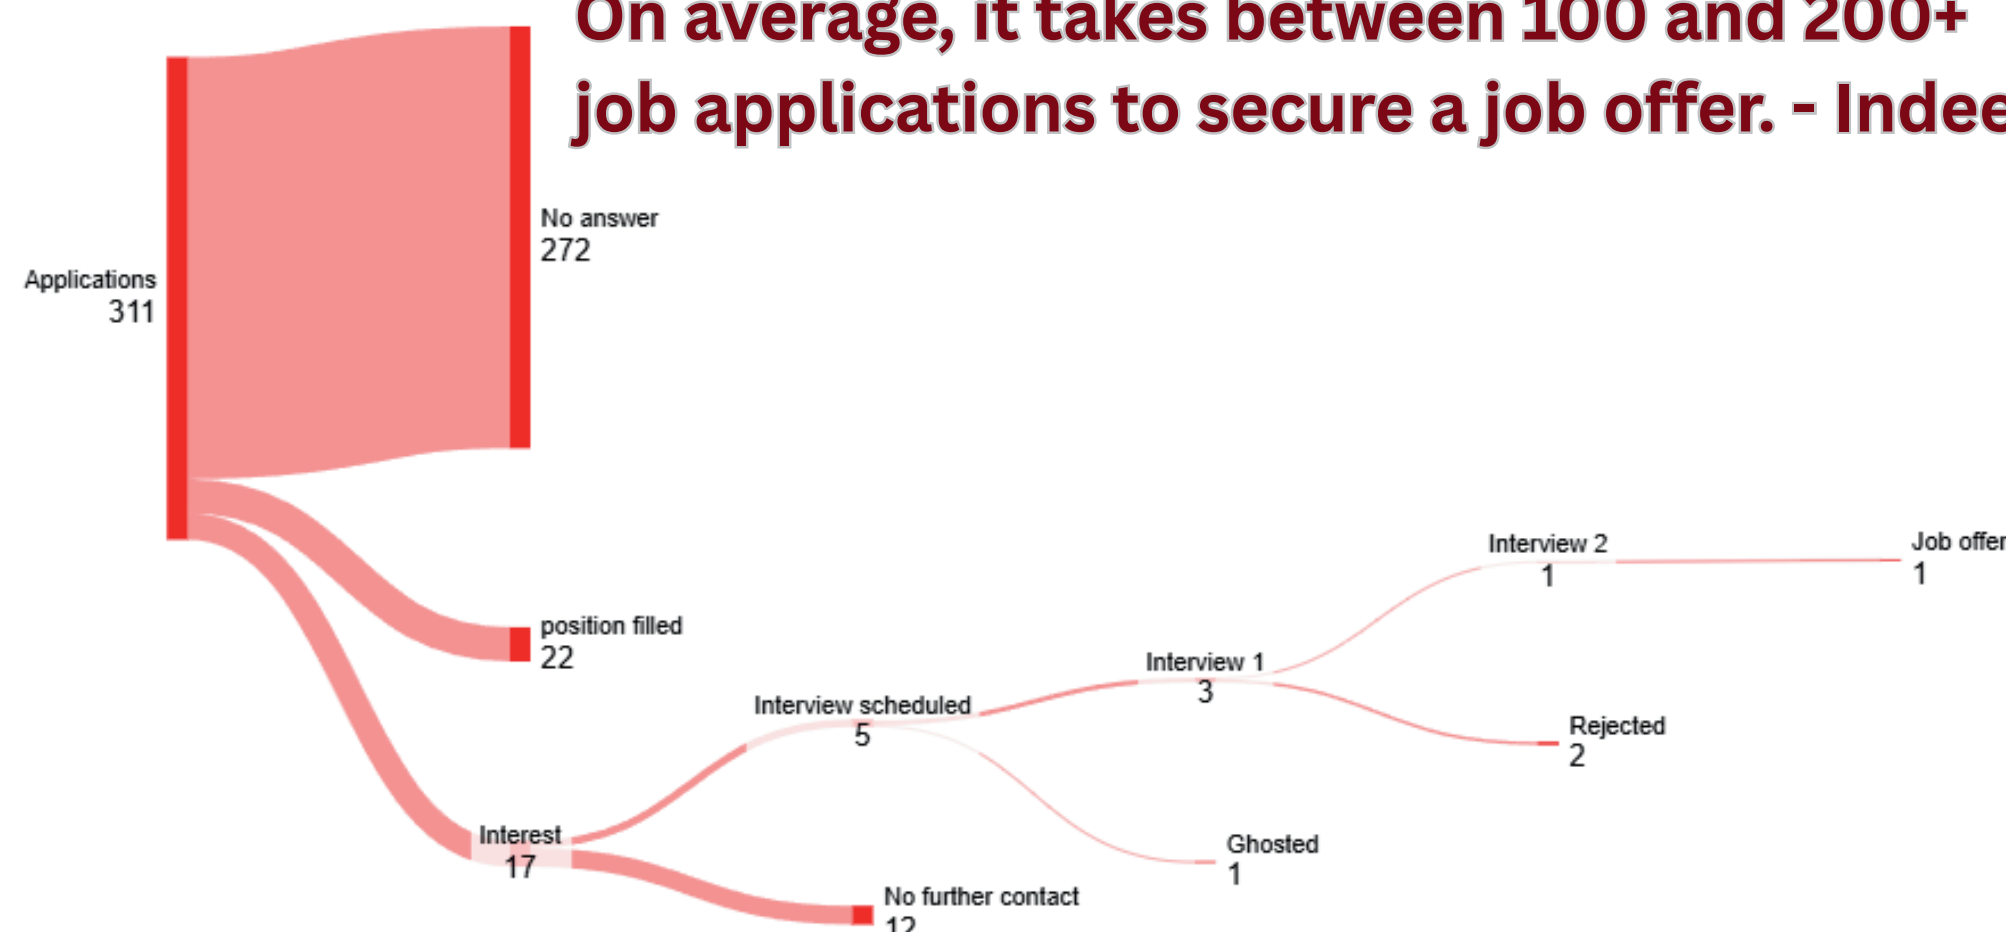 On average, it takes between 100 and 200+
job applications to secure a job offer. - Indee
No answer
272
Applications
311
position filled
22
Interest
17
Interview scheduled
5
No further contact
12
Interview 1
3
Ghosted
1
Interview 2
1
Rejected
2
Job offer
1